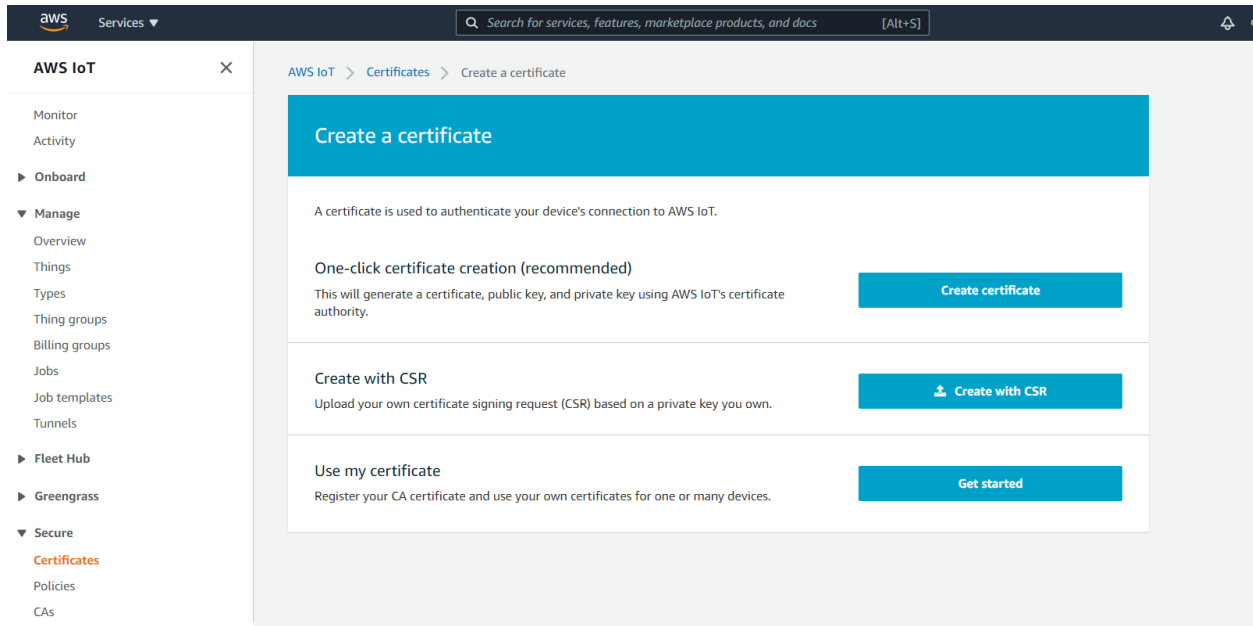 aws
Services ▼
Search for services, features, marketplace products, and docs
[Alt+S]
AWS IoT
Monitor
Activity
Onboard
Manage
Overview
Things
Types
Thing groups
Billing groups
Jobs
Job templates
Tunnels
Fleet Hub
Greengrass
Secure
Certificates
Policies
CAs
AWS IoT > Certificates > Create a certificate
Create a certificate
A certificate is used to authenticate your device's connection to AWS IoT.
One-click certificate creation (recommended)
This will generate a certificate, public key, and private key using AWS IoT's certificate
authority.
Create certificate
Create with CSR
Upload your own certificate signing request (CSR) based on a private key you own.
Create with CSR
Use my certificate
Register your CA certificate and use your own certificates for one or many devices.
Get started